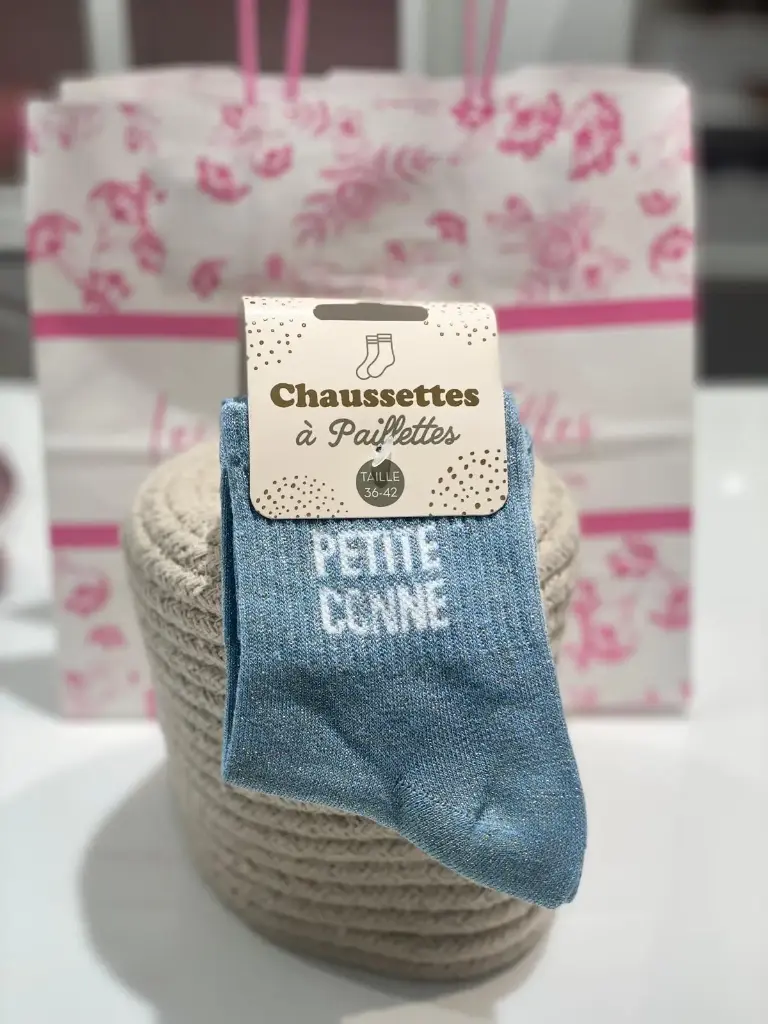 Chaussettes
à Paillettes
TAILLE
36-42
PETITE
CONNE